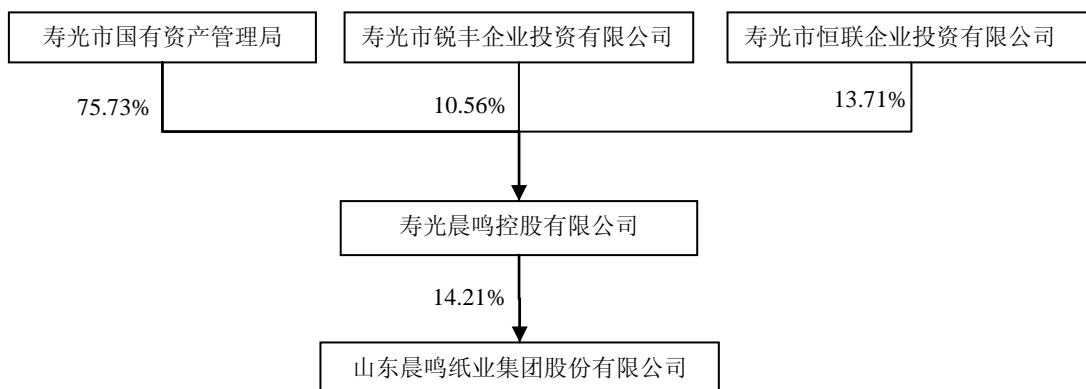 寿光市国有资产管理局
寿光市锐丰企业投资有限公司
寿光市恒联企业投资有限公司
75.73%
10.56%
13.71%
寿光晨鸣控股有限公司
14.21%
山东晨鸣纸业集团股份有限公司